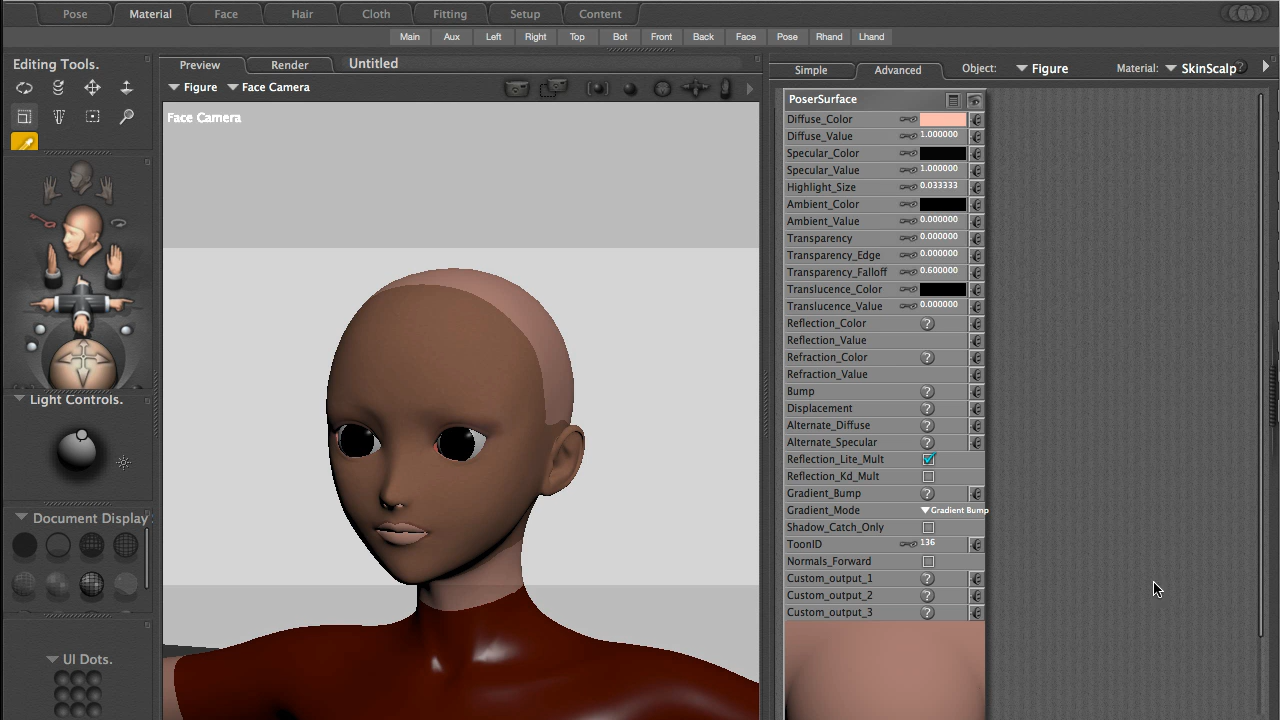 Pose Material Face Hair Cloth Fitting Setup Content
Main Aux Left Right Top Bot Front Back Face Pose Rhand Lhand
Editing Tools.
Preview Render Untitled
Figure Face Camera
Face Camera
Light Controls.
Document Display
UI Dots.
Simple Advanced Object: Figure Material: SkinScalp
PoserSurface
Diffuse_Color
Diffuse_Value 1.000000
Specular_Color
Specular_Value 1.000000
Highlight_Size 0.033333
Ambient_Color
Ambient_Value 0.000000
Transparency 0.000000
Transparency_Edge 0.000000
Transparency_Falloff 0.600000
Translucence_Color
Translucence_Value 0.000000
Reflection_Color ?
Reflection_Value
Refraction_Color ?
Refraction_Value
Bump ?
Displacement ?
Alternate_Diffuse ?
Alternate_Specular ?
Reflection_Lite_Mult
Reflection_Kd_Mult
Gradient_Bump ?
Gradient_Mode Gradient Bump
Shadow_Catch_Only
ToonID 136
Normals_Forward
Custom_output_1 ?
Custom_output_2 ?
Custom_output_3 ?